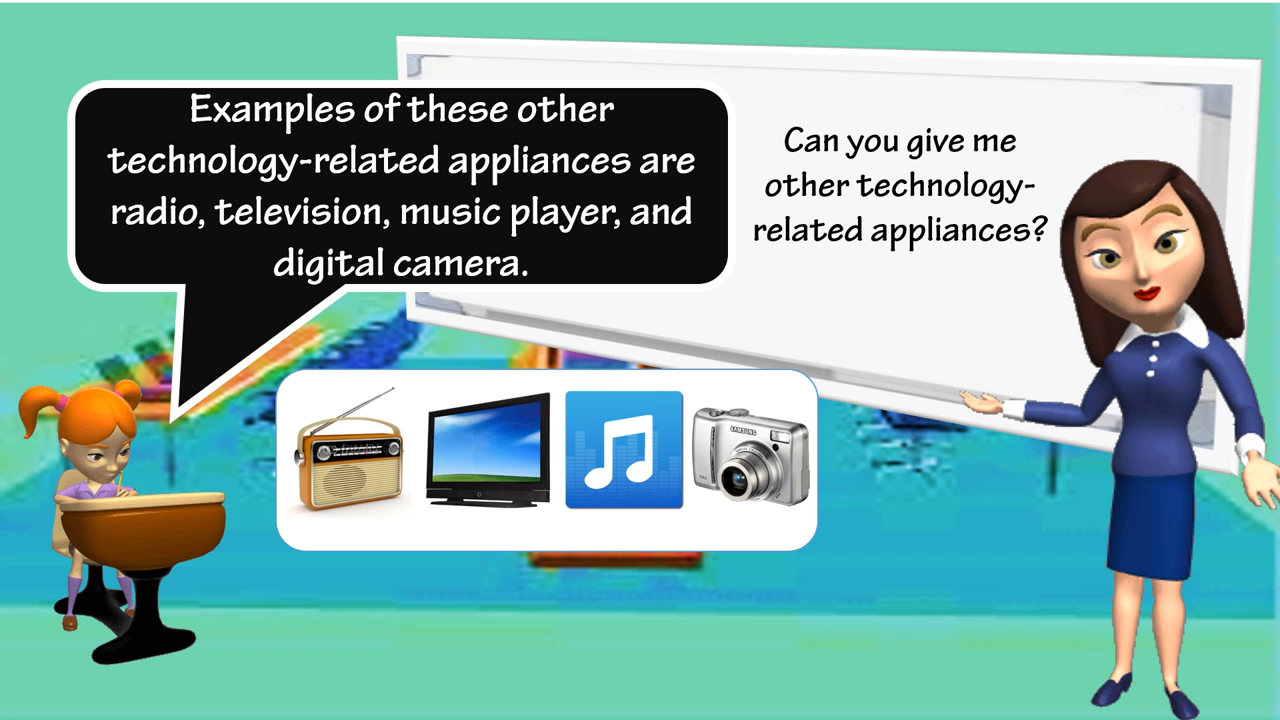 Can you give me
other technology-
related appliances?
Examples of these other
technology-related appliances are
radio, television, music player, and
digital camera.
SAMSUNG